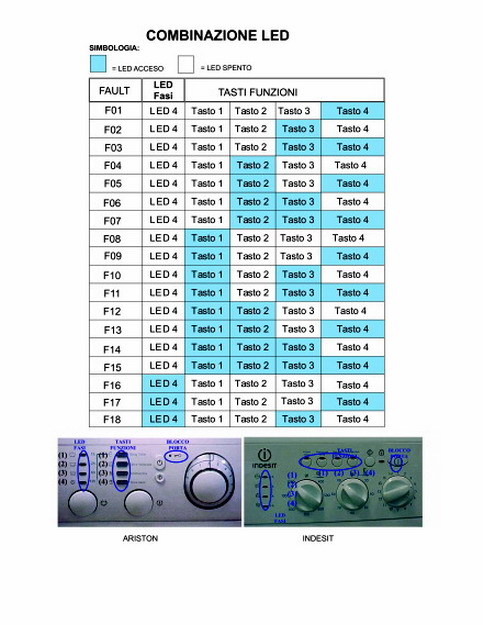 COMBINAZIONE LED
SIMBOLOGIA:
= LED ACCESO = LED SPENTO
FAULT LED Fasi TASTI FUNZIONI
F01 LED 4 Tasto 1 Tasto 2 Tasto 3 Tasto 4
F02 LED 4 Tasto 1 Tasto 2 Tasto 3 Tasto 4
F03 LED 4 Tasto 1 Tasto 2 Tasto 3 Tasto 4
F04 LED 4 Tasto 1 Tasto 2 Tasto 3 Tasto 4
F05 LED 4 Tasto 1 Tasto 2 Tasto 3 Tasto 4
F06 LED 4 Tasto 1 Tasto 2 Tasto 3 Tasto 4
F07 LED 4 Tasto 1 Tasto 2 Tasto 3 Tasto 4
F08 LED 4 Tasto 1 Tasto 2 Tasto 3 Tasto 4
F09 LED 4 Tasto 1 Tasto 2 Tasto 3 Tasto 4
F10 LED 4 Tasto 1 Tasto 2 Tasto 3 Tasto 4
F11 LED 4 Tasto 1 Tasto 2 Tasto 3 Tasto 4
F12 LED 4 Tasto 1 Tasto 2 Tasto 3 Tasto 4
F13 LED 4 Tasto 1 Tasto 2 Tasto 3 Tasto 4
F14 LED 4 Tasto 1 Tasto 2 Tasto 3 Tasto 4
F15 LED 4 Tasto 1 Tasto 2 Tasto 3 Tasto 4
F16 LED 4 Tasto 1 Tasto 2 Tasto 3 Tasto 4
F17 LED 4 Tasto 1 Tasto 2 Tasto 3 Tasto 4
F18 LED 4 Tasto 1 Tasto 2 Tasto 3 Tasto 4
LED TASTI BLOCCO
FASI FUNZIONI PORTA
(1) (1)
(2) (2)
(3) (3)
(4) (4)
INDESIT
TASTI
BLOCCO
PORTA
(1) (2) (3) (4)
(1)
(2)
(3)
(4)
LED
FASI
ARISTON INDESIT